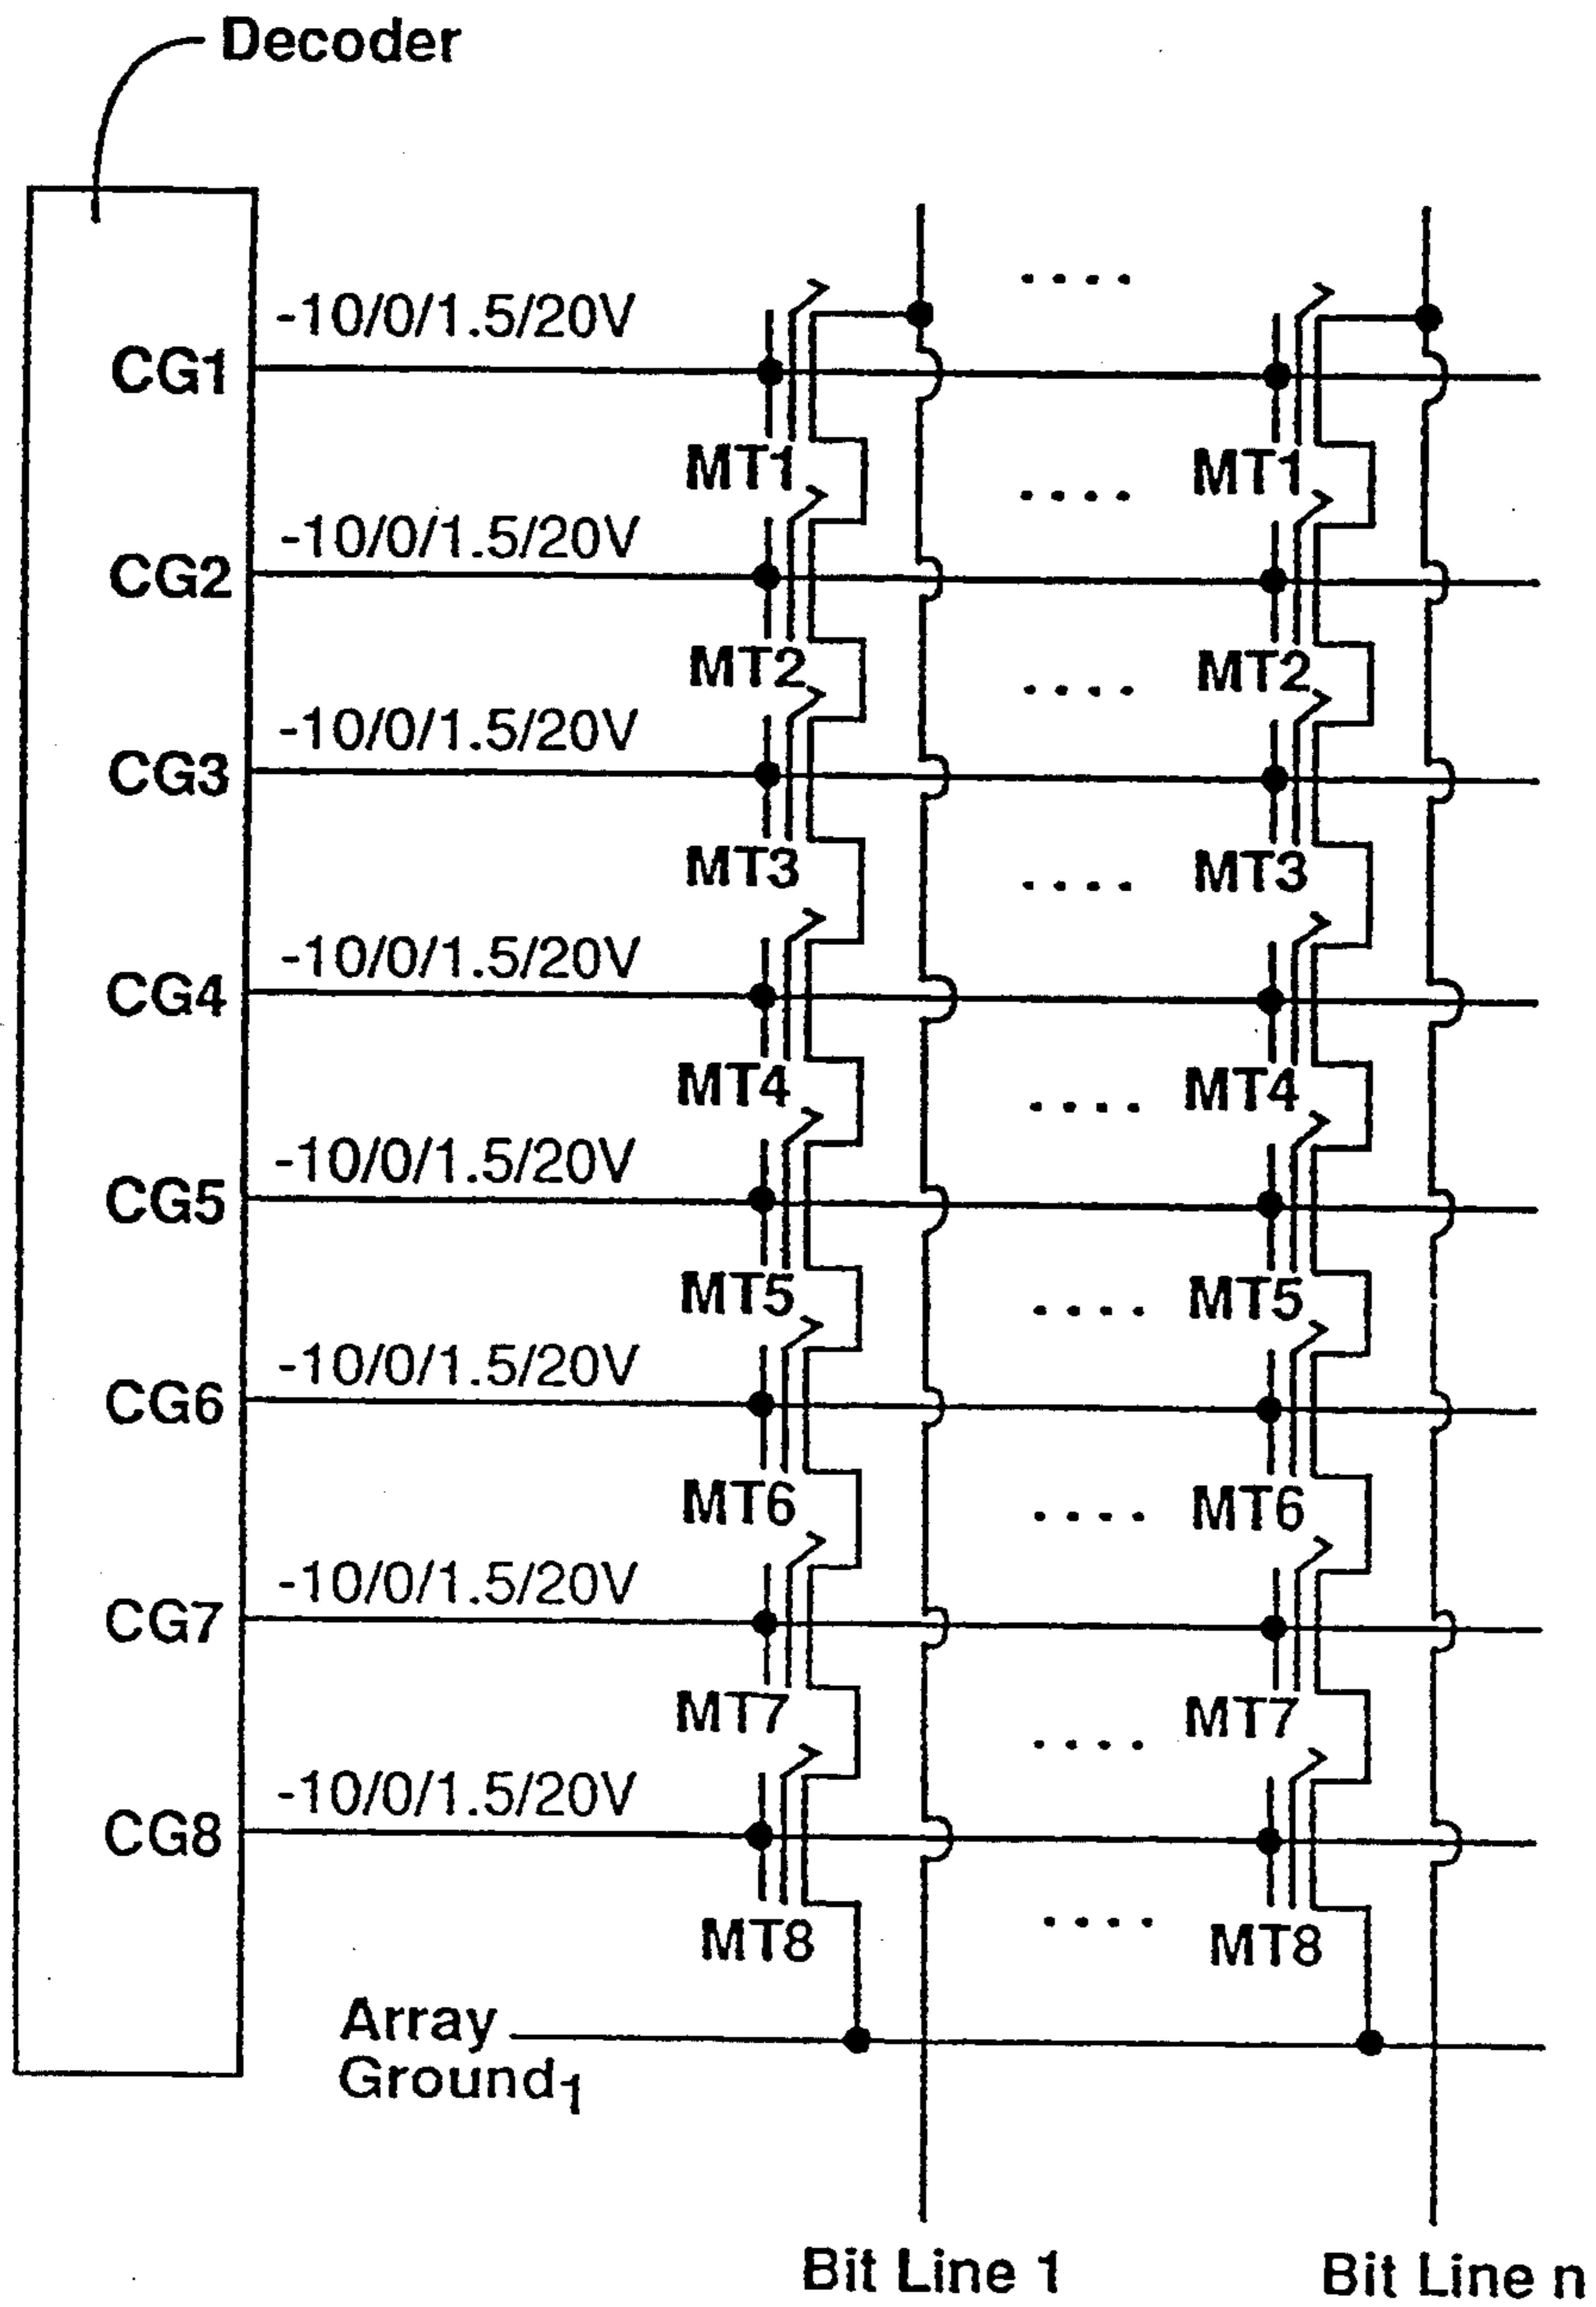 Decoder
-10/0/1.5/20V
CG1
MT1 MT1
-10/0/1.5/20V
CG2
MT2 MT2
-10/0/1.5/20V
CG3
MT3 MT3
-10/0/1.5/20V
CG4
MT4 MT4
-10/0/1.5/20V
CG5
MT5 MT5
-10/0/1.5/20V
CG6
MT6 MT6
-10/0/1.5/20V
CG7
MT7 MT7
-10/0/1.5/20V
CG8
MT8 MT8
Array
Ground1
Bit Line 1 Bit Line n